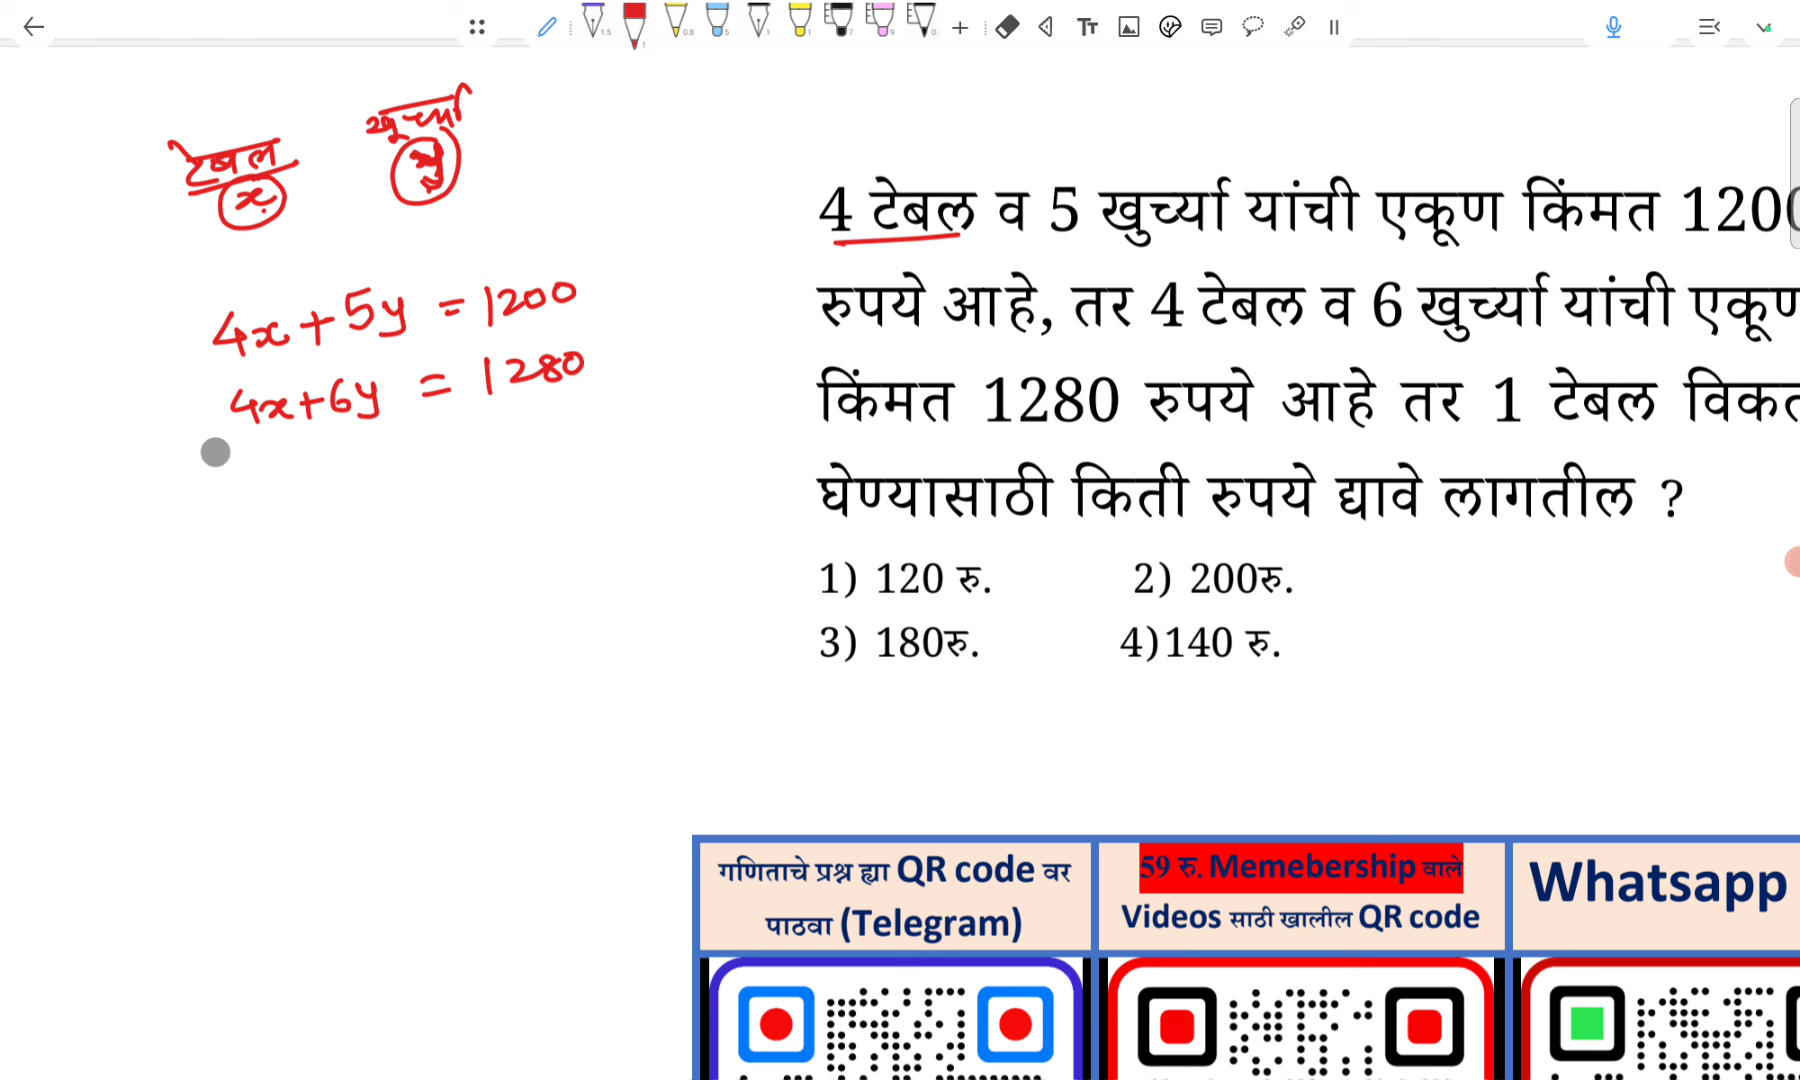 टेबल खुर्च्या
x y
4x+5y = 1200
4x+6y = 1280
4 टेबल व 5 खुर्च्या यांची एकूण किंमत 1200
रुपये आहे, तर 4 टेबल व 6 खुर्च्या यांची एकूण
किंमत 1280 रुपये आहे तर 1 टेबल विकत
घेण्यासाठी किती रुपये द्यावे लागतील ?
1) 120 रु. 2) 200रु.
3) 180रु. 4)140 रु.
गणिताचे प्रश्न ह्या QR code वर
पाठवा (Telegram)
59 रु. Memebership वाले
Videos साठी खालील QR code
Whatsapp